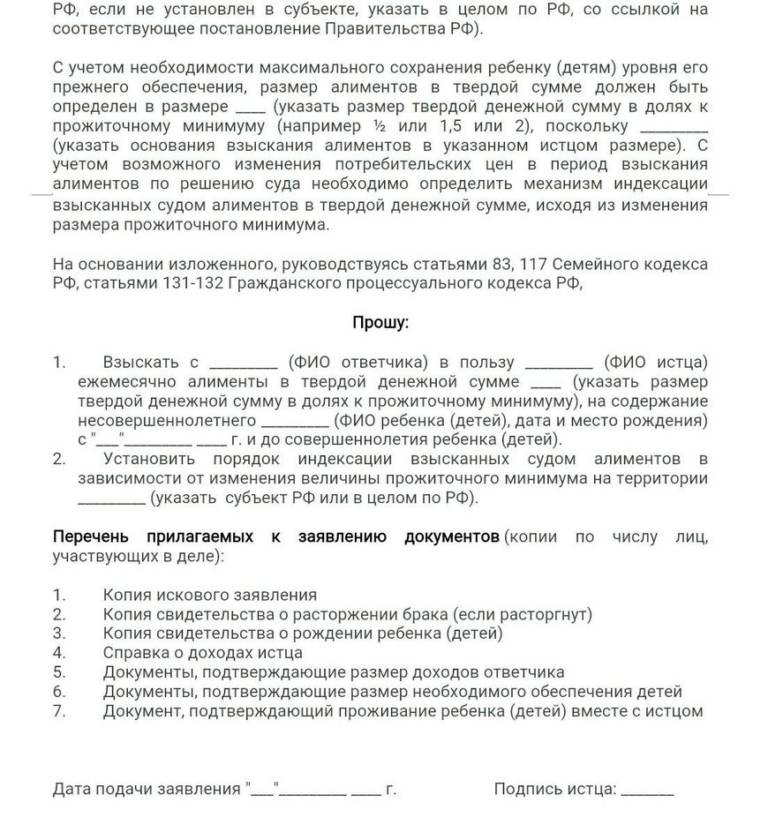 РФ, если не установлен в субъекте, указать в целом по РФ, со ссылкой на
соответствующее постановление Правительства РФ).
С учетом необходимости максимального сохранения ребенку (детям) уровня его
прежнего обеспечения, размер алиментов в твердой сумме должен быть
определен в размере ____ (указать размер твердой денежной сумму в долях к
прожиточному минимуму (например ½ или 1,5 или 2), поскольку ________
(указать основания взыскания алиментов в указанном истцом размере). С
учетом возможного изменения потребительских цен в период взыскания
алиментов по решению суда необходимо определить механизм индексации
взысканных судом алиментов в твердой денежной сумме, исходя из изменения
размера прожиточного минимума.
На основании изложенного, руководствуясь статьями 83, 117 Семейного кодекса
РФ, статьями 131-132 Гражданского процессуального кодекса РФ,
Прошу:
1. Взыскать с ________ (ФИО ответчика) в пользу ________ (ФИО истца)
ежемесячно алименты в твердой денежной сумме ____ (указать размер
твердой денежной сумму в долях к прожиточному минимуму), на содержание
несовершеннолетнего ________ (ФИО ребенка (детей), дата и место рождения)
с "___"________ ____ г. и до совершеннолетия ребенка (детей).
2. Установить порядок индексации взысканных судом алиментов в
зависимости от изменения величины прожиточного минимума на территории
________ (указать субъект РФ или в целом по РФ).
Перечень прилагаемых к заявлению документов (копии по числу лиц,
участвующих в деле):
1. Копия искового заявления
2. Копия свидетельства о расторжении брака (если расторгнут)
3. Копия свидетельства о рождении ребенка (детей)
4. Справка о доходах истца
5. Документы, подтверждающие размер доходов ответчика
6. Документы, подтверждающие размер необходимого обеспечения детей
7. Документ, подтверждающий проживание ребенка (детей) вместе с истцом
Дата подачи заявления "___"________ ____ г. Подпись истца: _______